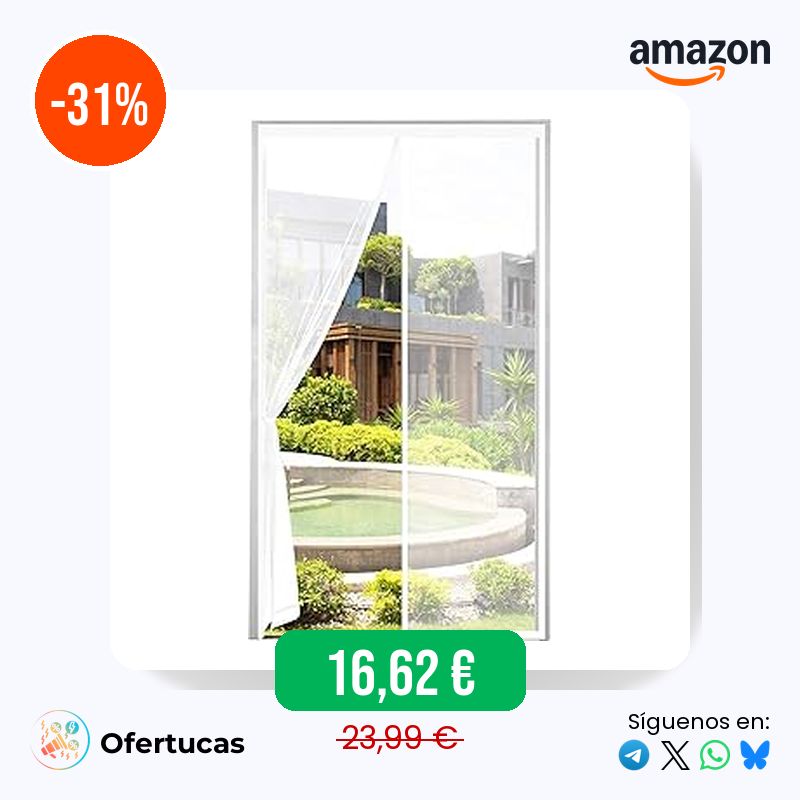 -31%
amazon
16,62 €
23,99 €
Ofertucas
Síguenos en: